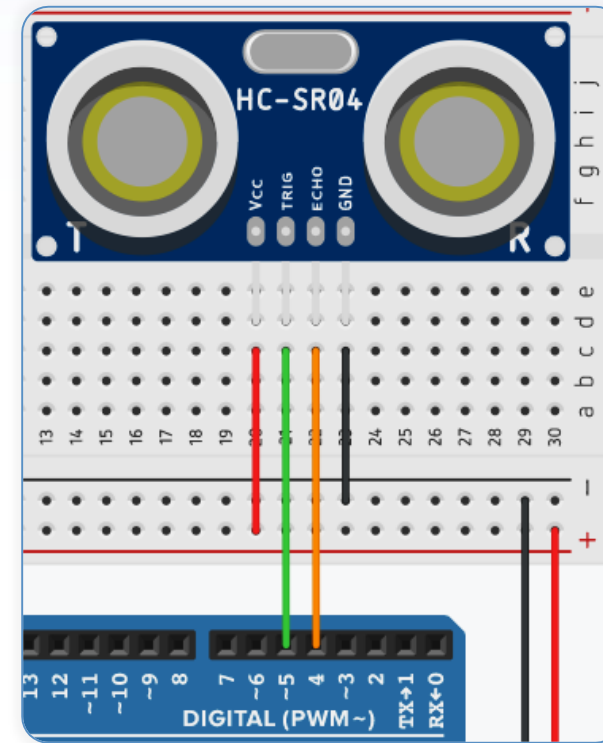 HC-SR04
VCC TRIG ECHO GND
T R
j
i
h
g
f
e
d
c
b
a
13 14 15 16 17 18 19 20 21 22 23 24 25 26 27 28 29 30
−
+
13 12 ~11 ~10 ~9 8 7 ~6 ~5 4 ~3 2 TX→1 RX←0
DIGITAL (PWM~)